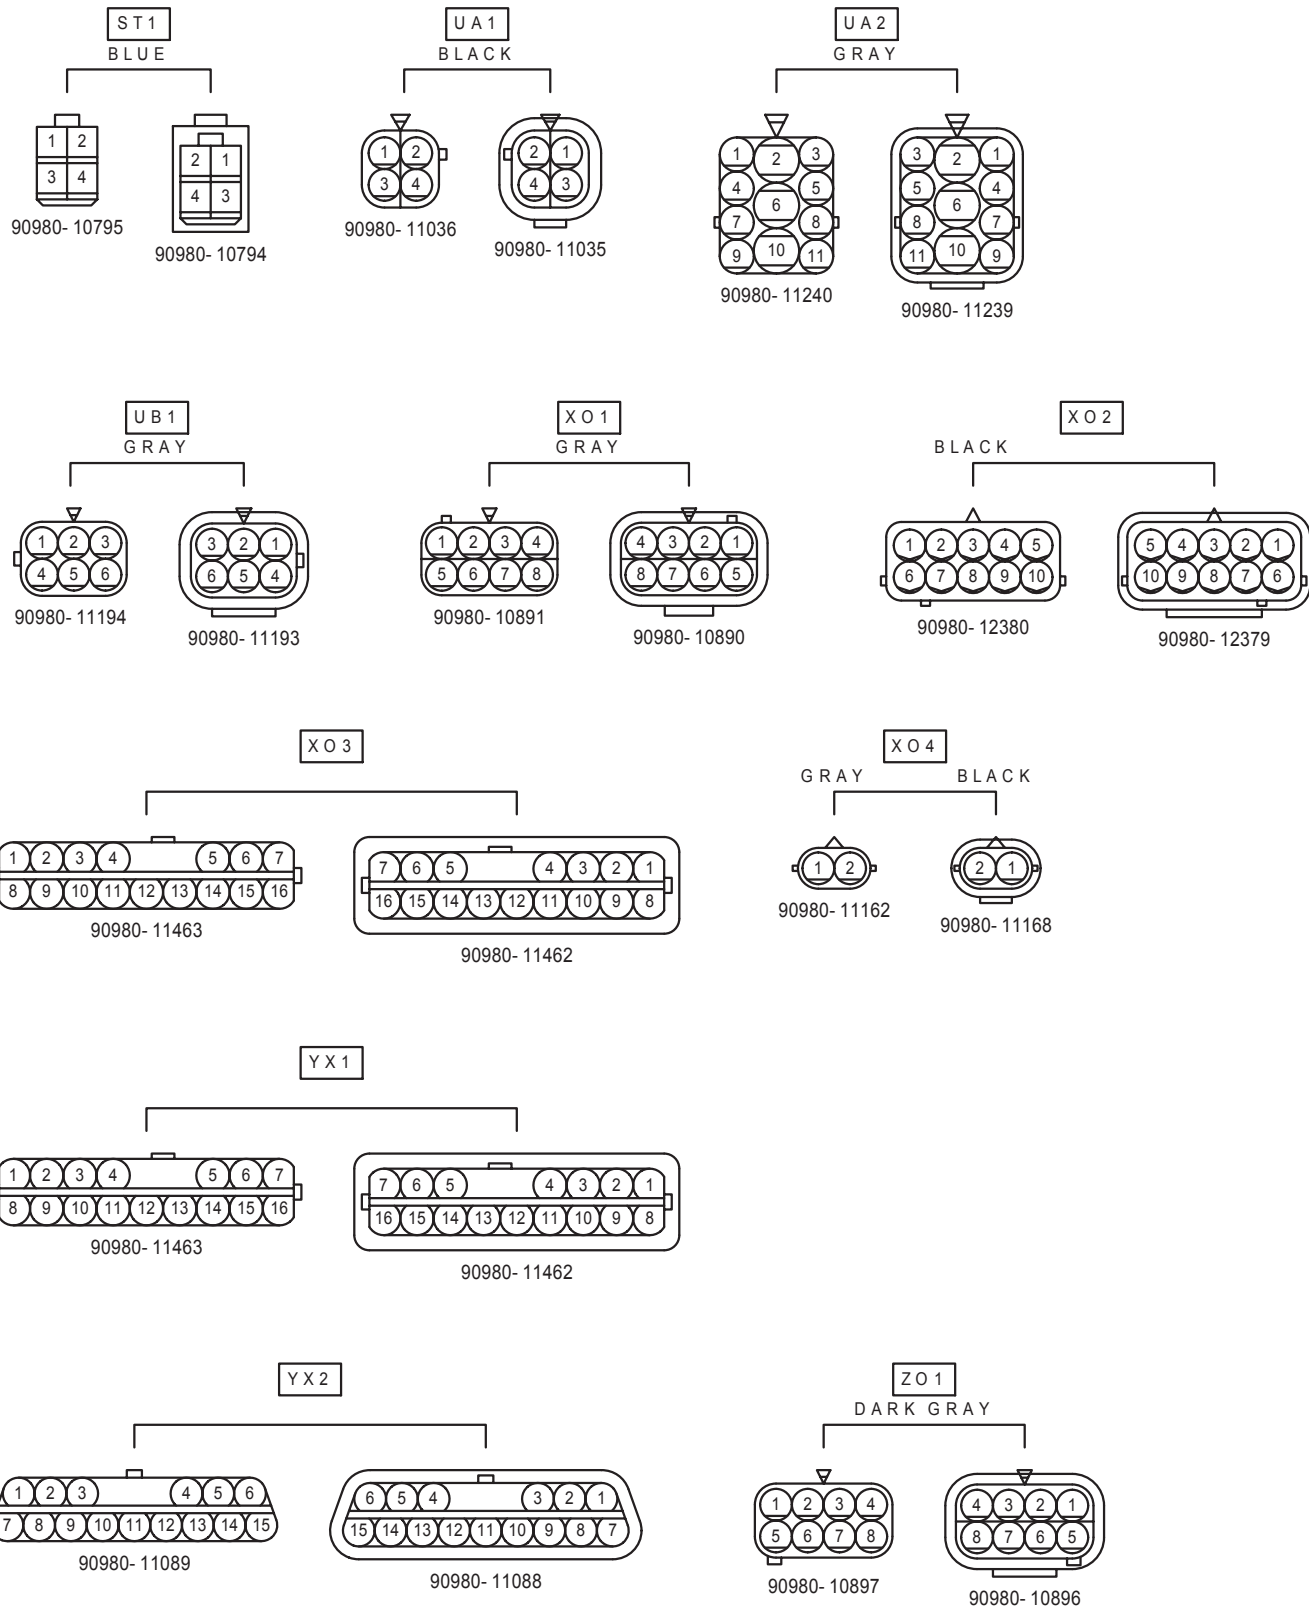 ST1
BLUE
1 2
3 4
90980-10795
2 1
4 3
90980-10794
UA1
BLACK
1 2
3 4
90980-11036
2 1
4 3
90980-11035
UA2
GRAY
1 2 3
4 5
6
7 8
9 10 11
90980-11240
3 2 1
5 4
6
8 7
11 10 9
90980-11239
UB1
GRAY
1 2 3
4 5 6
90980-11194
3 2 1
6 5 4
90980-11193
XO1
GRAY
1 2 3 4
5 6 7 8
90980-10891
4 3 2 1
8 7 6 5
90980-10890
XO2
BLACK
1 2 3 4 5
6 7 8 9 10
90980-12380
5 4 3 2 1
10 9 8 7 6
90980-12379
XO3
1 2 3 4 5 6 7
8 9 10 11 12 13 14 15 16
90980-11463
7 6 5 4 3 2 1
16 15 14 13 12 11 10 9 8
90980-11462
XO4
GRAY BLACK
1 2
90980-11162
2 1
90980-11168
YX1
1 2 3 4 5 6 7
8 9 10 11 12 13 14 15 16
90980-11463
7 6 5 4 3 2 1
16 15 14 13 12 11 10 9 8
90980-11462
YX2
1 2 3 4 5 6
7 8 9 10 11 12 13 14 15
90980-11089
6 5 4 3 2 1
15 14 13 12 11 10 9 8 7
90980-11088
ZO1
DARK GRAY
1 2 3 4
5 6 7 8
90980-10897
4 3 2 1
8 7 6 5
90980-10896